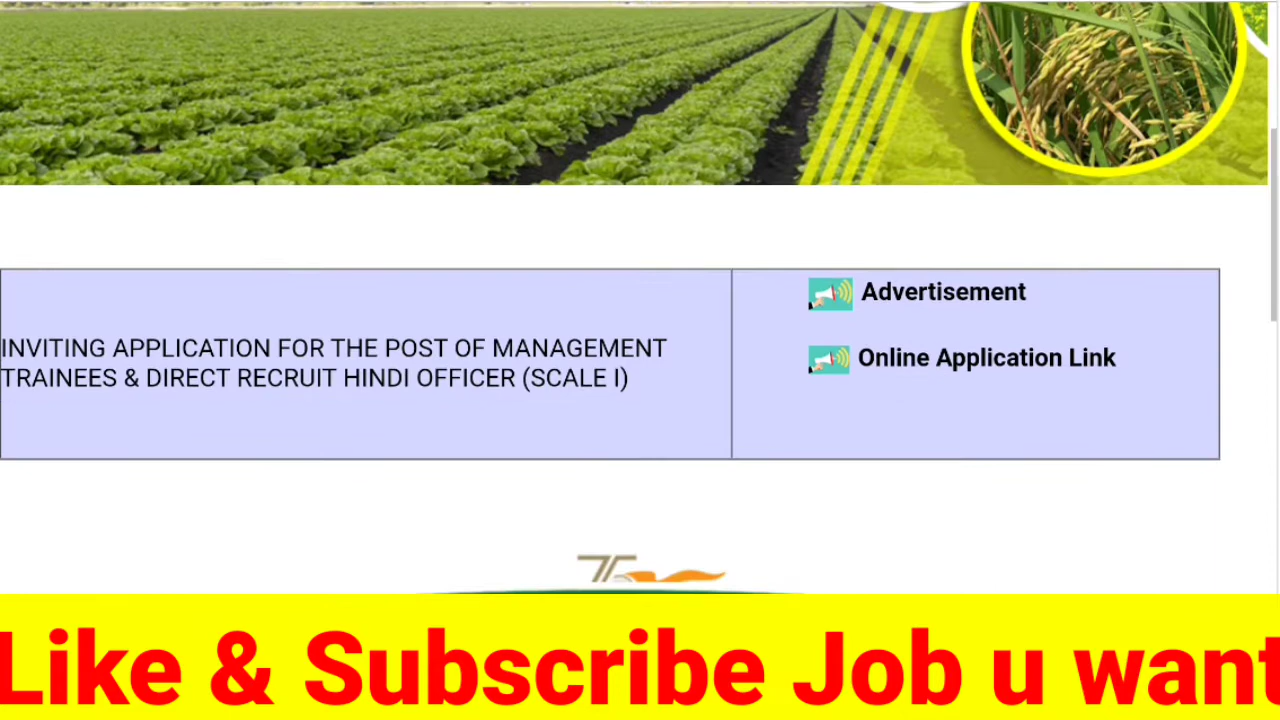 INVITING APPLICATION FOR THE POST OF MANAGEMENT
TRAINEES & DIRECT RECRUIT HINDI OFFICER (SCALE I)
Advertisement
Online Application Link
75
Like & Subscribe Job u want